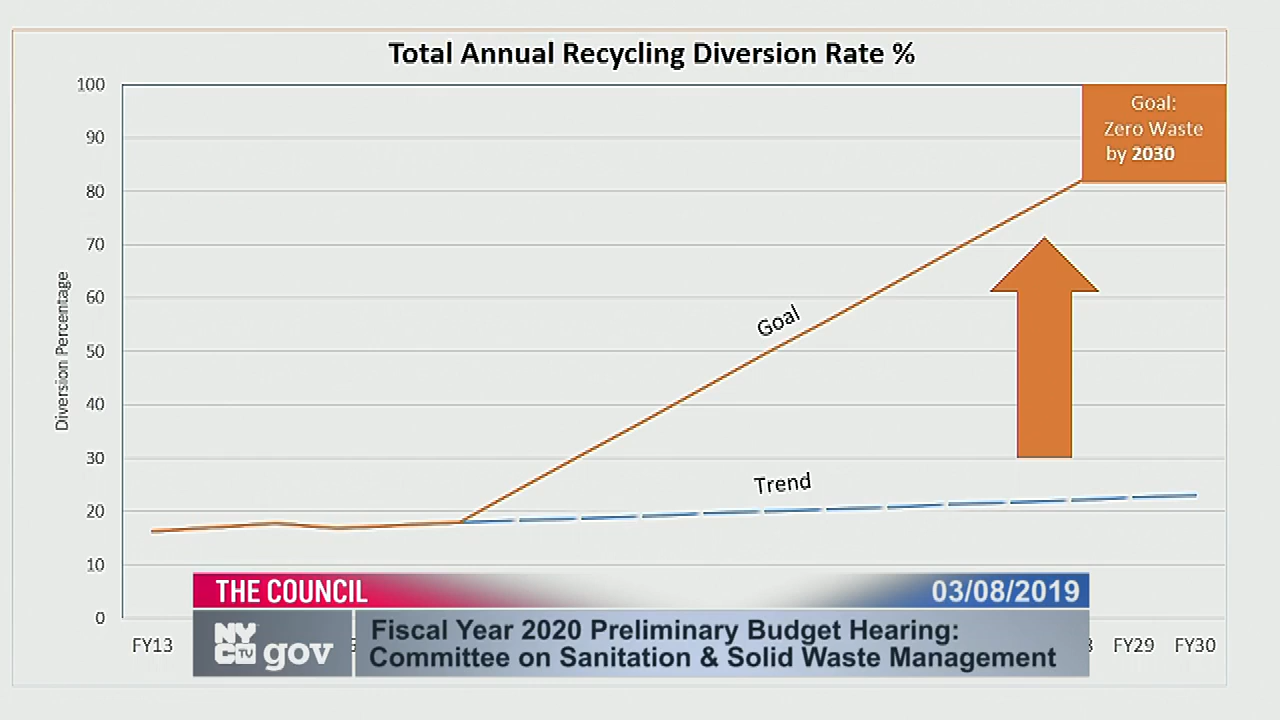 Total Annual Recycling Diversion Rate %
100
90
80
70
60
50
40
30
20
10
0
Diversion Percentage
Goal:
Zero Waste
by 2030
Goal
Trend
FY13
FY29
FY30
THE COUNCIL
03/08/2019
NYC TV gov
Fiscal Year 2020 Preliminary Budget Hearing:
Committee on Sanitation & Solid Waste Management